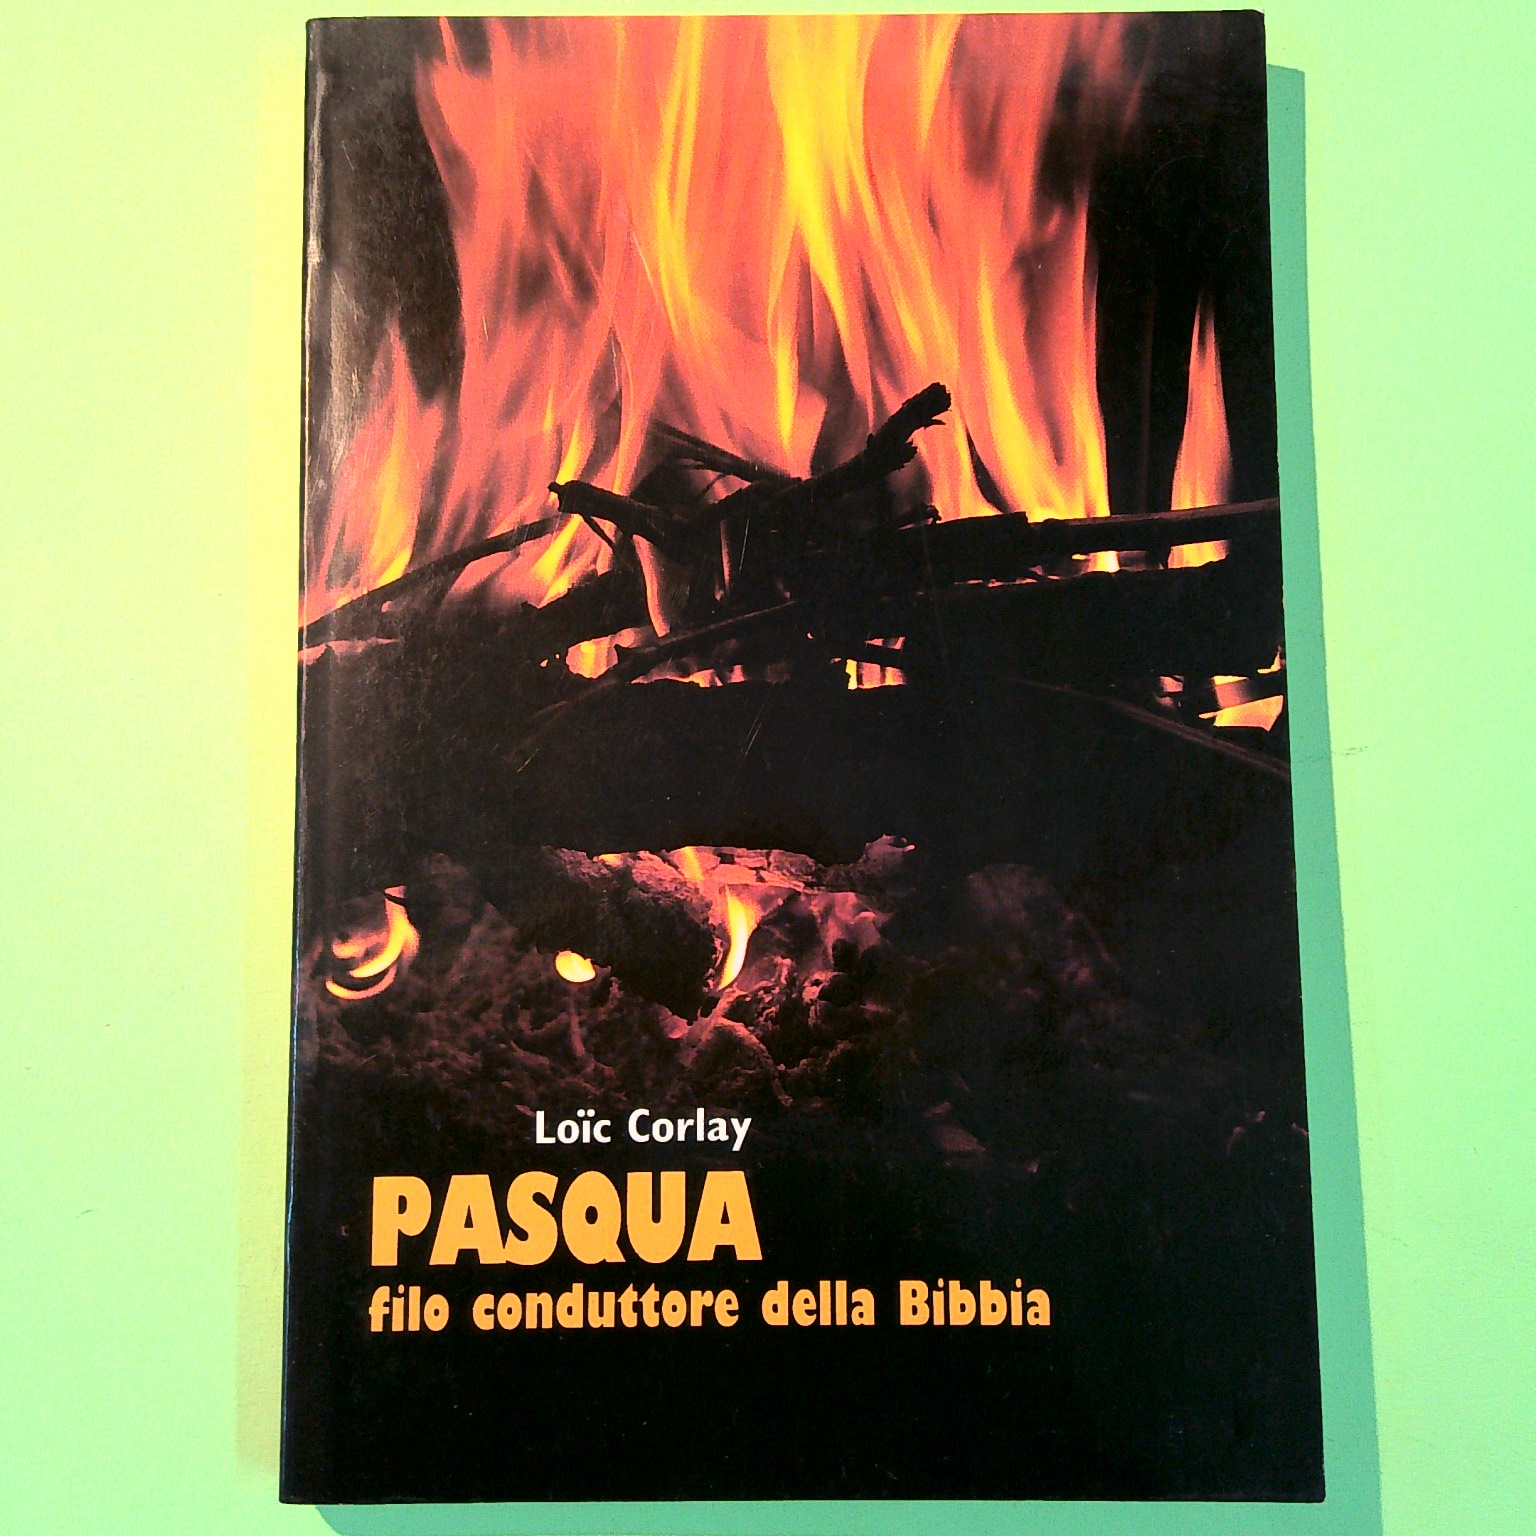 Loïc Corlay
PASQUA
filo conduttore della Bibbia